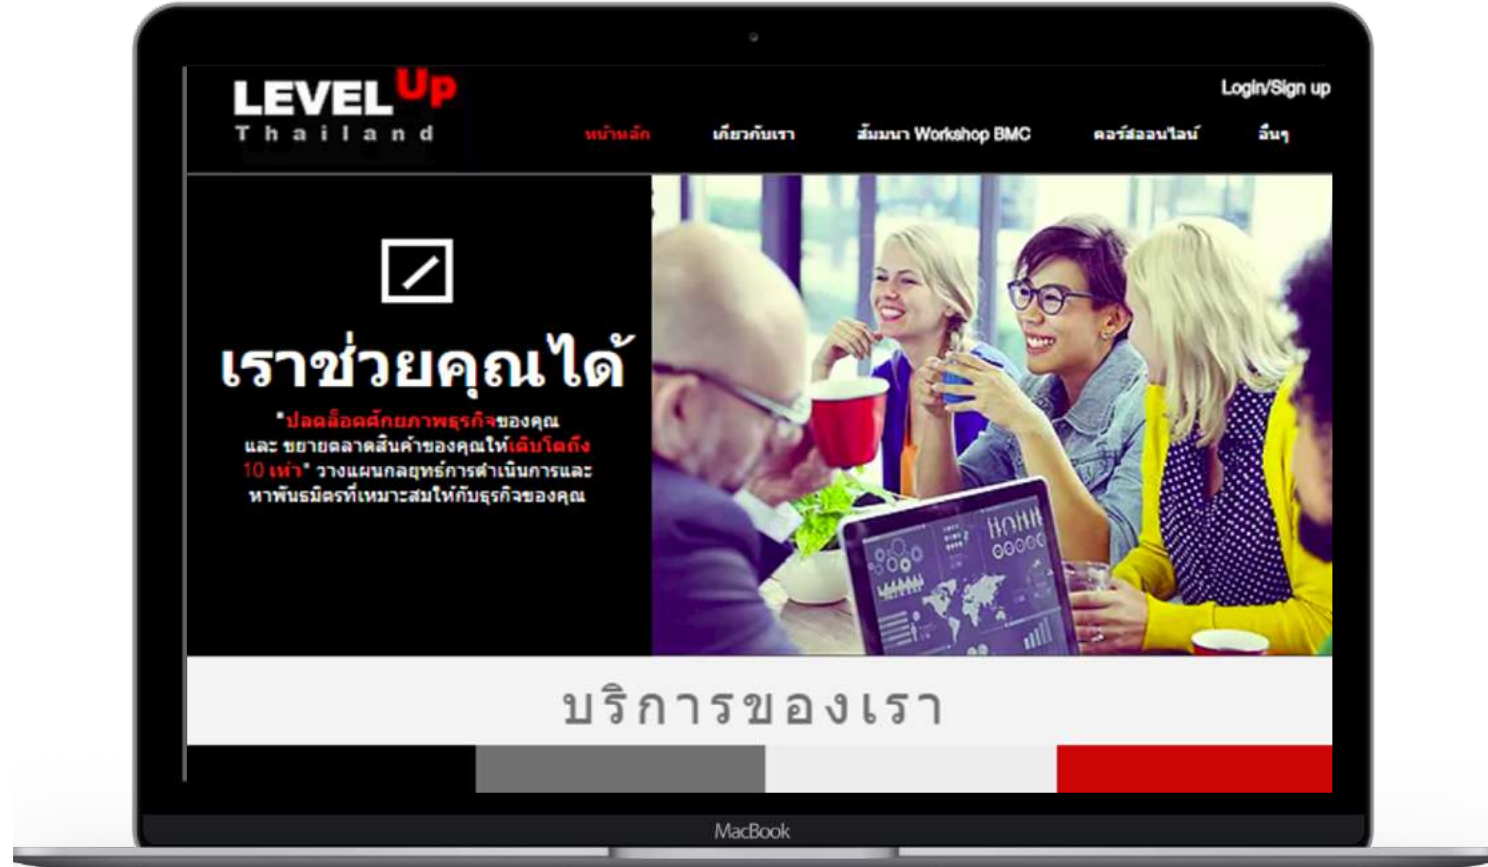 LEVEL Up
Thailand
Login/Sign up
หน้าหลัก เกี่ยวกับเรา สัมมนา Workshop BMC คอร์สออนไลน์ อื่นๆ
เราช่วยคุณได้
"ปลดล็อคศักยภาพธุรกิจของคุณ
และ ขยายตลาดสินค้าของคุณให้เติบโตถึง
10 เท่า" วางแผนกลยุทธ์การดำเนินการและ
หาพันธมิตรที่เหมาะสมให้กับธุรกิจของคุณ
บริการของเรา
MacBook